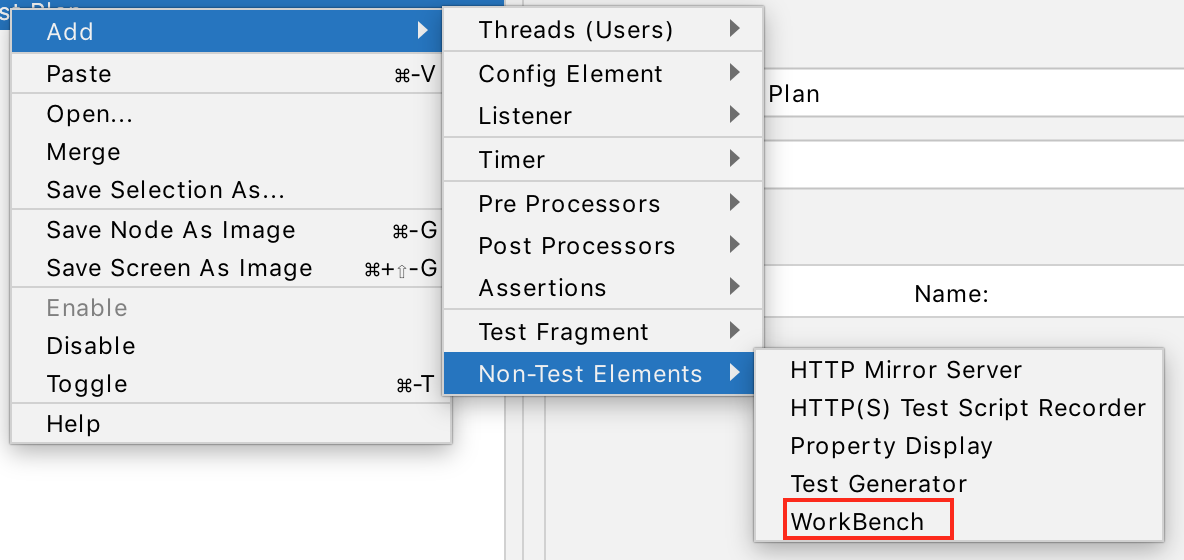 Add
Paste ⌘-V
Open...
Merge
Save Selection As...
Save Node As Image ⌘-G
Save Screen As Image ⌘+⇧-G
Enable
Disable
Toggle ⌘-T
Help
Threads (Users)
Config Element
Listener
Timer
Pre Processors
Post Processors
Assertions
Test Fragment
Non-Test Elements
HTTP Mirror Server
HTTP(S) Test Script Recorder
Property Display
Test Generator
WorkBench
Plan
Name: